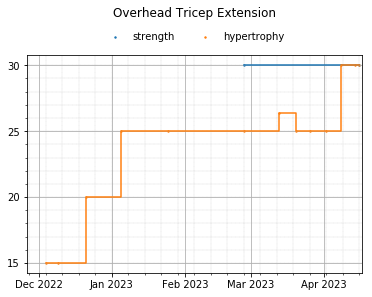 Overhead Tricep Extension
strength hypertrophy
30
25
20
15
Dec 2022 Jan 2023 Feb 2023 Mar 2023 Apr 2023